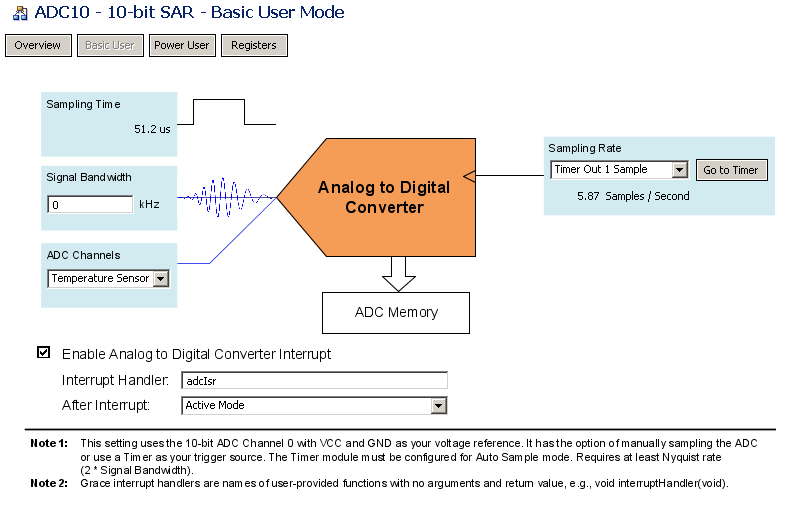 ADC10 - 10-bit SAR - Basic User Mode
Overview
Basic User
Power User
Registers
Sampling Time
51.2 us
Signal Bandwidth
0 kHz
ADC Channels
Temperature Sensor
Analog to Digital
Converter
Sampling Rate
Timer Out 1 Sample
Go to Timer
5.87 Samples / Second
ADC Memory
Enable Analog to Digital Converter Interrupt
Interrupt Handler: adcIsr
After Interrupt: Active Mode
Note 1: This setting uses the 10-bit ADC Channel 0 with VCC and GND as your voltage reference. It has the option of manually sampling the ADC
or use a Timer as your trigger source. The Timer module must be configured for Auto Sample mode. Requires at least Nyquist rate
(2 * Signal Bandwidth).
Note 2: Grace interrupt handlers are names of user-provided functions with no arguments and return value, e.g., void interruptHandler(void).